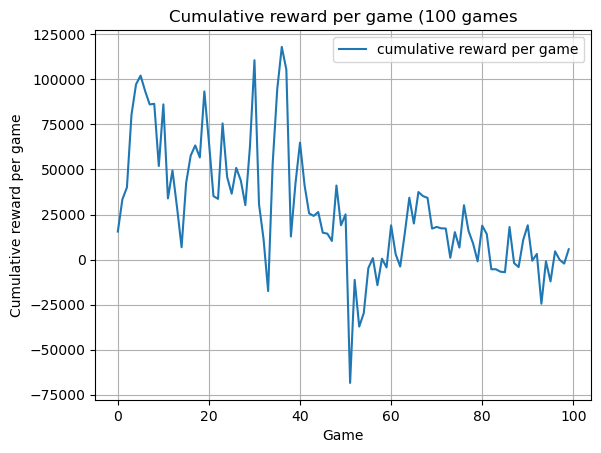 Cumulative reward per game (100 games
cumulative reward per game
125000
100000
75000
50000
25000
0
−25000
−50000
−75000
Cumulative reward per game
0 20 40 60 80 100
Game